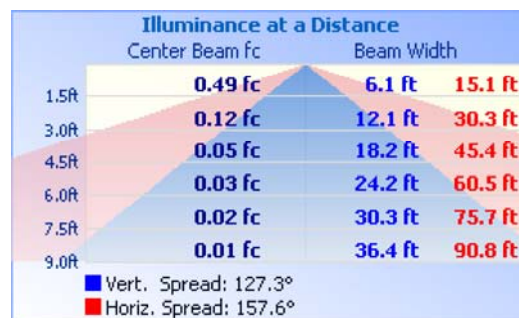 Illuminance at a Distance
Center Beam fc Beam Width
1.5ft 0.49 fc 6.1 ft 15.1 ft
3.0ft 0.12 fc 12.1 ft 30.3 ft
4.5ft 0.05 fc 18.2 ft 45.4 ft
6.0ft 0.03 fc 24.2 ft 60.5 ft
7.5ft 0.02 fc 30.3 ft 75.7 ft
9.0ft 0.01 fc 36.4 ft 90.8 ft
Vert. Spread: 127.3°
Horiz. Spread: 157.6°